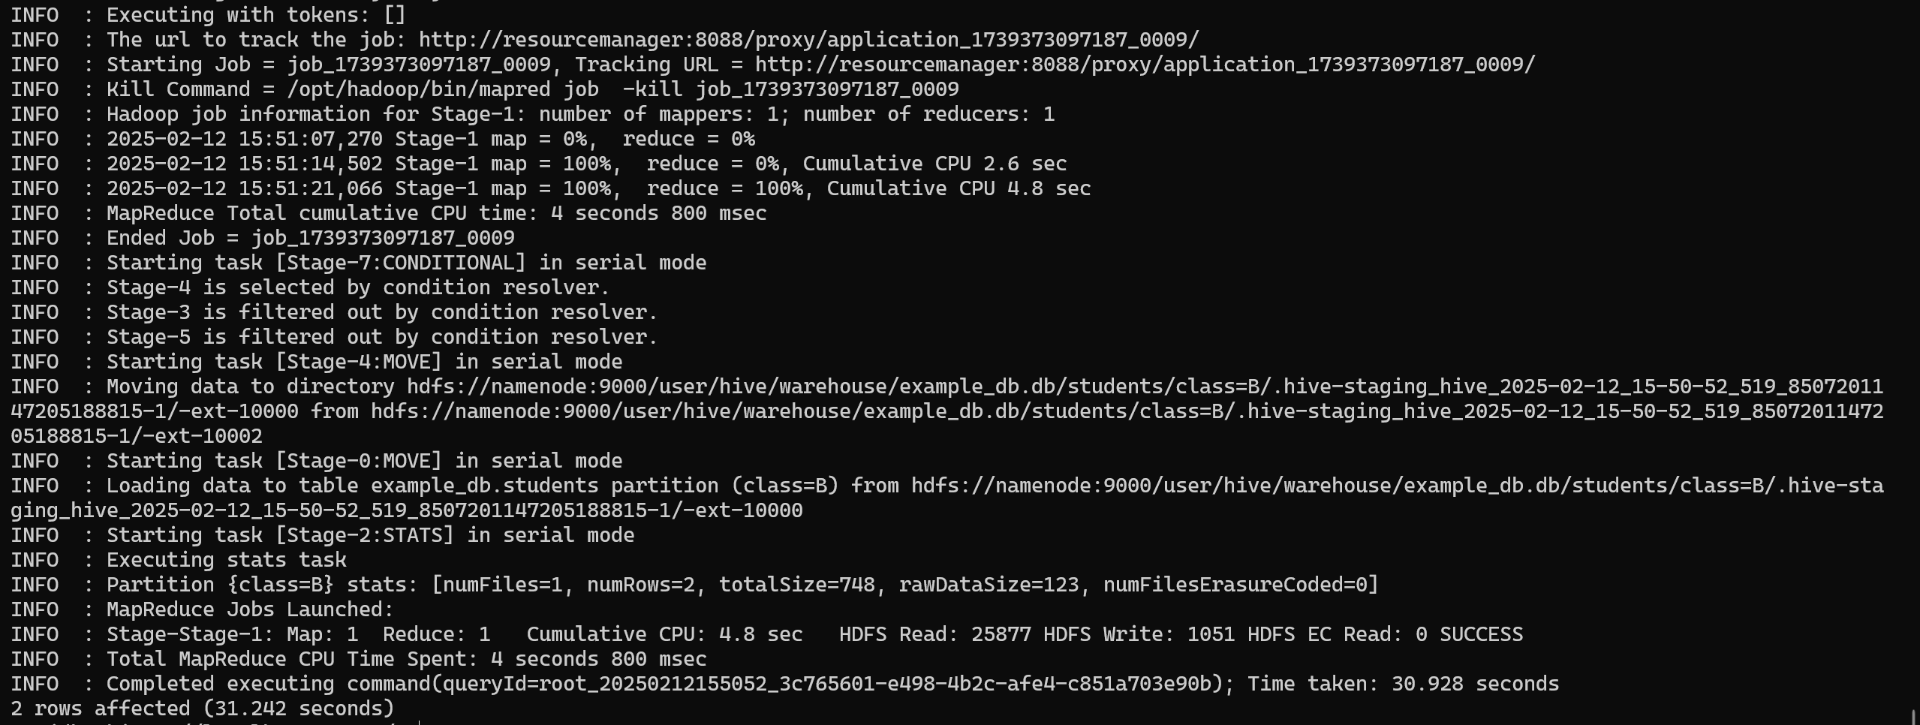 INFO  : Executing with tokens: []
INFO  : The url to track the job: http://resourcemanager:8088/proxy/application_1739373097187_0009/
INFO  : Starting Job = job_1739373097187_0009, Tracking URL = http://resourcemanager:8088/proxy/application_1739373097187_0009/
INFO  : Kill Command = /opt/hadoop/bin/mapred job  -kill job_1739373097187_0009
INFO  : Hadoop job information for Stage-1: number of mappers: 1; number of reducers: 1
INFO  : 2025-02-12 15:51:07,270 Stage-1 map = 0%,  reduce = 0%
INFO  : 2025-02-12 15:51:14,502 Stage-1 map = 100%,  reduce = 0%, Cumulative CPU 2.6 sec
INFO  : 2025-02-12 15:51:21,066 Stage-1 map = 100%,  reduce = 100%, Cumulative CPU 4.8 sec
INFO  : MapReduce Total cumulative CPU time: 4 seconds 800 msec
INFO  : Ended Job = job_1739373097187_0009
INFO  : Starting task [Stage-7:CONDITIONAL] in serial mode
INFO  : Stage-4 is selected by condition resolver.
INFO  : Stage-3 is filtered out by condition resolver.
INFO  : Stage-5 is filtered out by condition resolver.
INFO  : Starting task [Stage-4:MOVE] in serial mode
INFO  : Moving data to directory hdfs://namenode:9000/user/hive/warehouse/example_db.db/students/class=B/.hive-staging_hive_2025-02-12_15-50-52_519_85072011
47205188815-1/-ext-10000 from hdfs://namenode:9000/user/hive/warehouse/example_db.db/students/class=B/.hive-staging_hive_2025-02-12_15-50-52_519_85072011472
05188815-1/-ext-10002
INFO  : Starting task [Stage-0:MOVE] in serial mode
INFO  : Loading data to table example_db.students partition (class=B) from hdfs://namenode:9000/user/hive/warehouse/example_db.db/students/class=B/.hive-sta
ging_hive_2025-02-12_15-50-52_519_8507201147205188815-1/-ext-10000
INFO  : Starting task [Stage-2:STATS] in serial mode
INFO  : Executing stats task
INFO  : Partition {class=B} stats: [numFiles=1, numRows=2, totalSize=748, rawDataSize=123, numFilesErasureCoded=0]
INFO  : MapReduce Jobs Launched:
INFO  : Stage-Stage-1: Map: 1  Reduce: 1   Cumulative CPU: 4.8 sec   HDFS Read: 25877 HDFS Write: 1051 HDFS EC Read: 0 SUCCESS
INFO  : Total MapReduce CPU Time Spent: 4 seconds 800 msec
INFO  : Completed executing command(queryId=root_20250212155052_3c765601-e498-4b2c-afe4-c851a703e90b); Time taken: 30.928 seconds
2 rows affected (31.242 seconds)